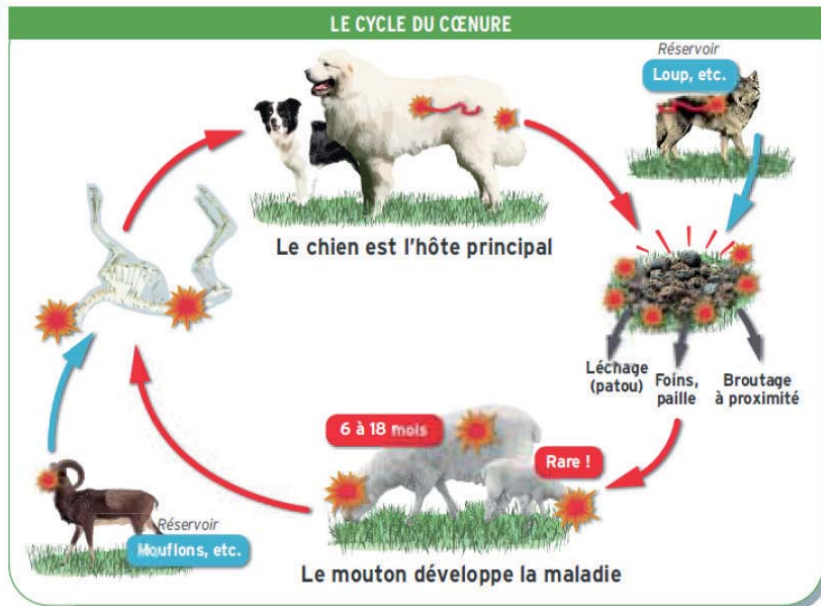 LE CYCLE DU CŒNURE
Réservoir
Loup, etc.
Le chien est l'hôte principal
Léchage
(patou)
Foins,
paille
Broutage
à proximité
6 à 18 mois
Rare !
Réservoir
Mouflons, etc.
Le mouton développe la maladie